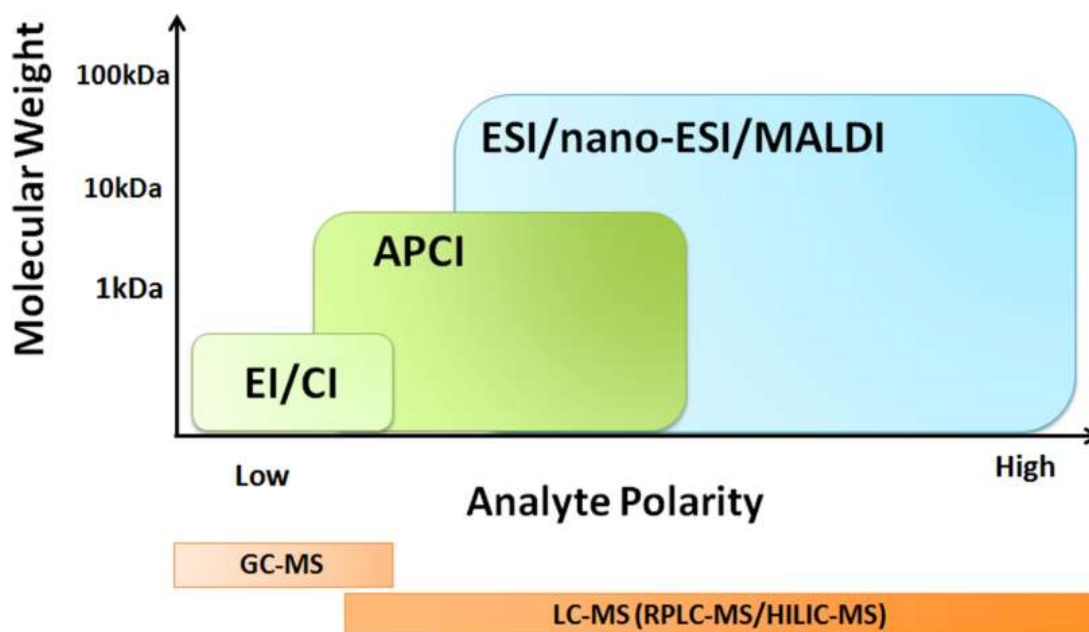 Molecular Weight
100kDa
10kDa
1kDa
ESI/nano-ESI/MALDI
APCI
EI/CI
Low
High
Analyte Polarity
GC-MS
LC-MS (RPLC-MS/HILIC-MS)